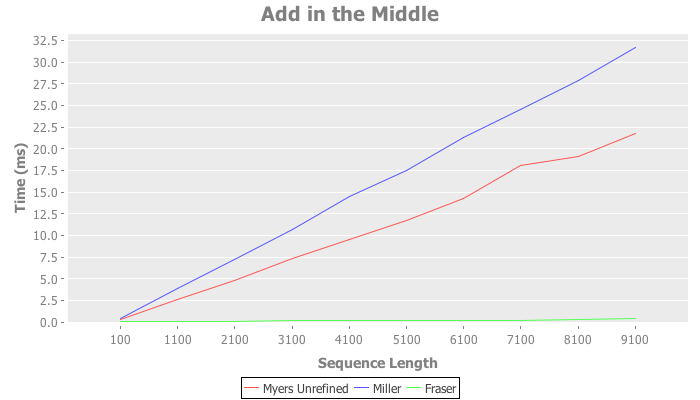 Add in the Middle
32.5
30.0
27.5
25.0
22.5
20.0
17.5
15.0
12.5
10.0
7.5
5.0
2.5
0.0
Time (ms)
100 1100 2100 3100 4100 5100 6100 7100 8100 9100
Sequence Length
Myers Unrefined Miller Fraser